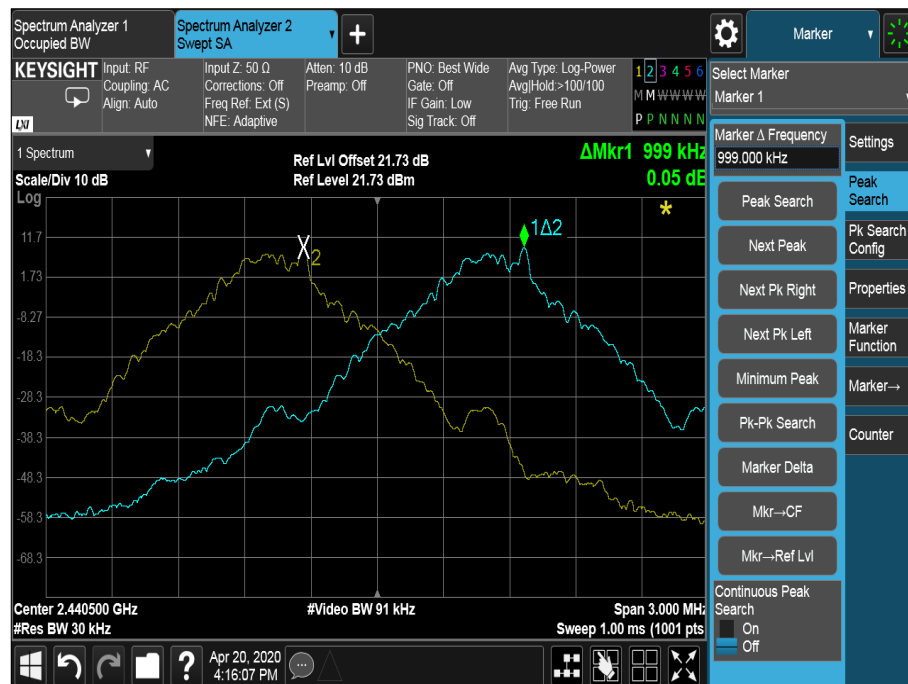 Spectrum Analyzer 1
Occupied BW
Spectrum Analyzer 2
Swept SA
Marker
KEYSIGHT
LXI
Input: RF
Coupling: AC
Align: Auto
Input Z: 50 Ω
Corrections: Off
Freq Ref: Ext (S)
NFE: Adaptive
Atten: 10 dB
Preamp: Off
PNO: Best Wide
Gate: Off
IF Gain: Low
Sig Track: Off
Avg Type: Log-Power
Avg|Hold:>100/100
Trig: Free Run
1 2 3 4 5 6
M M W W W W
P P N N N N
Select Marker
Marker 1
1 Spectrum
Scale/Div 10 dB
Log
Ref Lvl Offset 21.73 dB
Ref Level 21.73 dBm
ΔMkr1 999 kHz
0.05 dB
11.7
1.73
-8.27
-18.3
-28.3
-38.3
-48.3
-58.3
-68.3
X2
1Δ2
Center 2.440500 GHz
#Res BW 30 kHz
#Video BW 91 kHz
Span 3.000 MHz
Sweep 1.00 ms (1001 pts
Marker Δ Frequency
999.000 kHz
Peak Search
Next Peak
Next Pk Right
Next Pk Left
Minimum Peak
Pk-Pk Search
Marker Delta
Mkr→CF
Mkr→Ref Lvl
Continuous Peak
Search
On
Off
Settings
Peak
Search
Pk Search
Config
Properties
Marker
Function
Marker→
Counter
?
Apr 20, 2020
4:16:07 PM